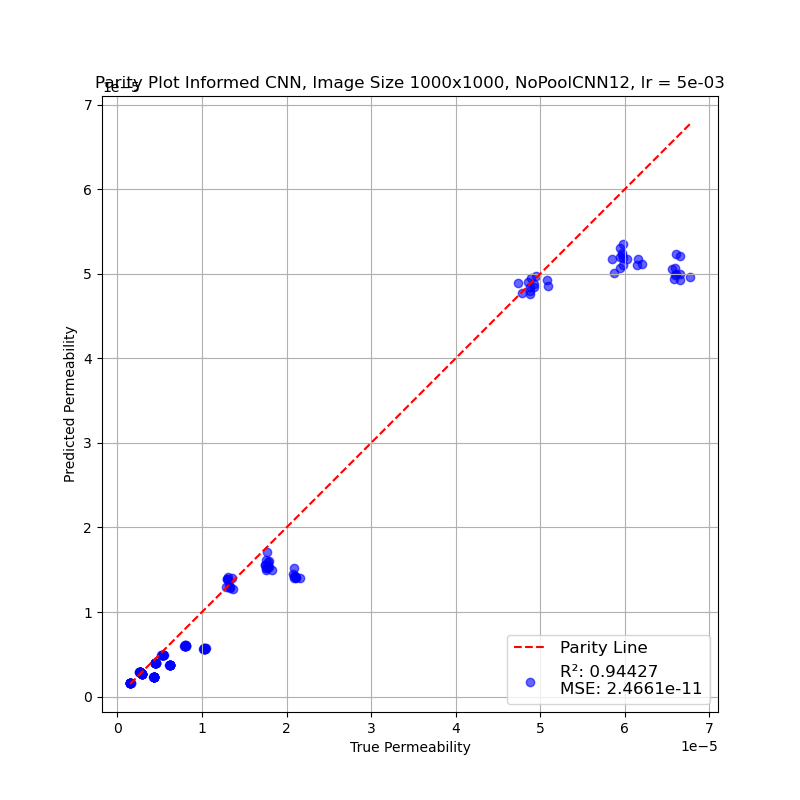 Parity Plot Informed CNN, Image Size 1000x1000, NoPoolCNN12, lr = 5e-03
1e−5
7
6
5
4
3
2
1
0
Predicted Permeability
Parity Line
R²: 0.94427
MSE: 2.4661e-11
0 1 2 3 4 5 6 7
1e−5
True Permeability